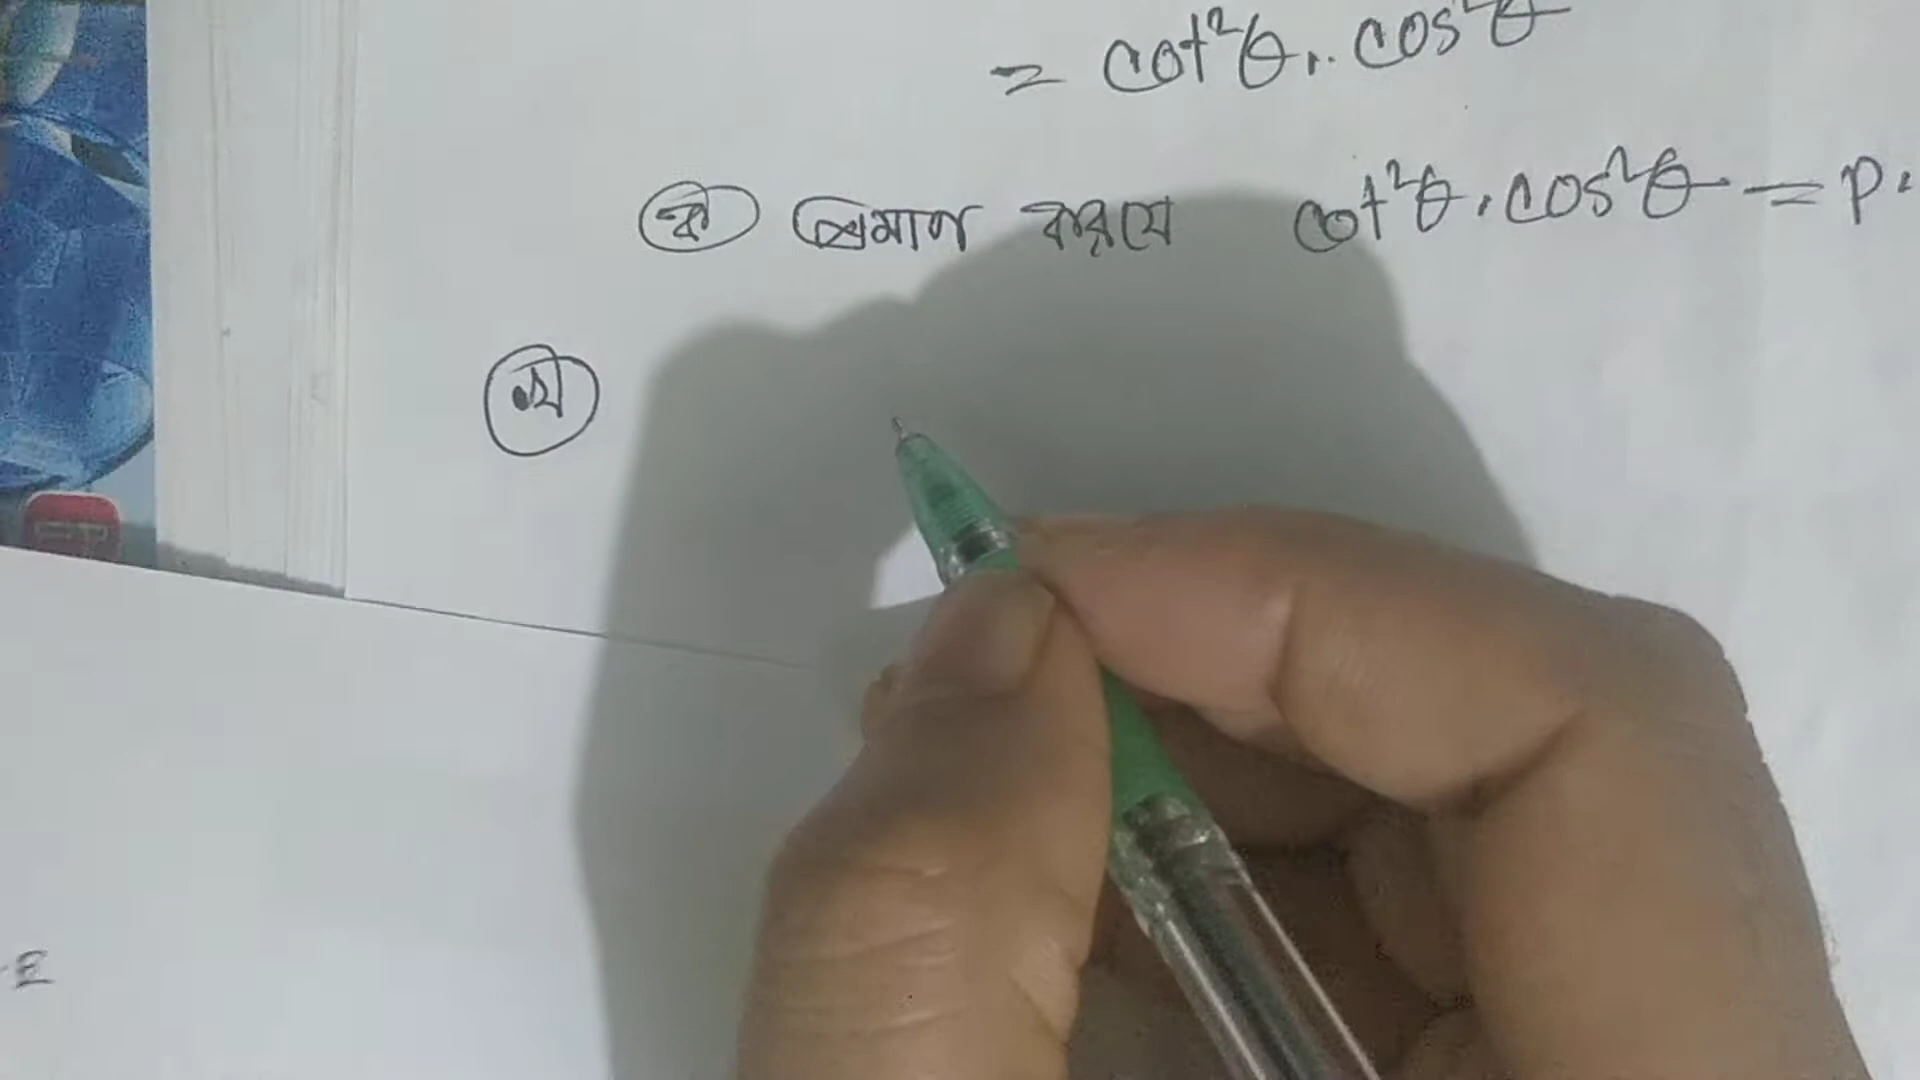 = cot²θ . cos²θ
ক প্রমাণ কর যে cot²θ . cos²θ = p.
খ